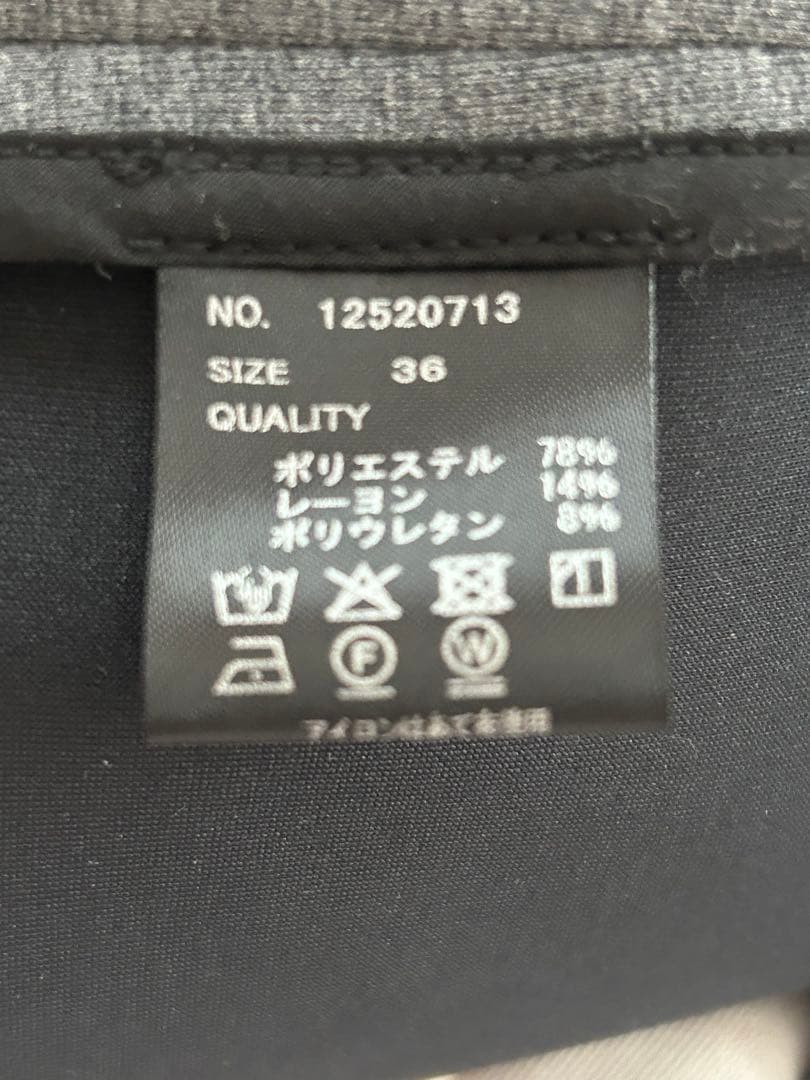 NO. 12520713
SIZE 36
QUALITY
ポリエステル 78%
レーヨン 14%
ポリウレタン 8%
F W
アイロンはあて布使用